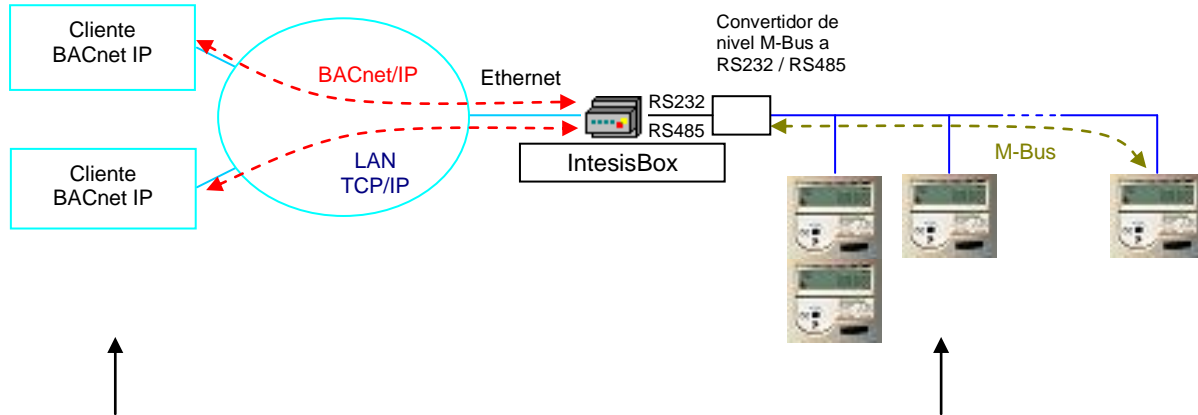 Cliente
BACnet IP
BACnet/IP
Ethernet
Convertidor de
nivel M-Bus a
RS232 / RS485
RS232
RS485
IntesisBox
LAN
TCP/IP
Cliente
BACnet IP
M-Bus